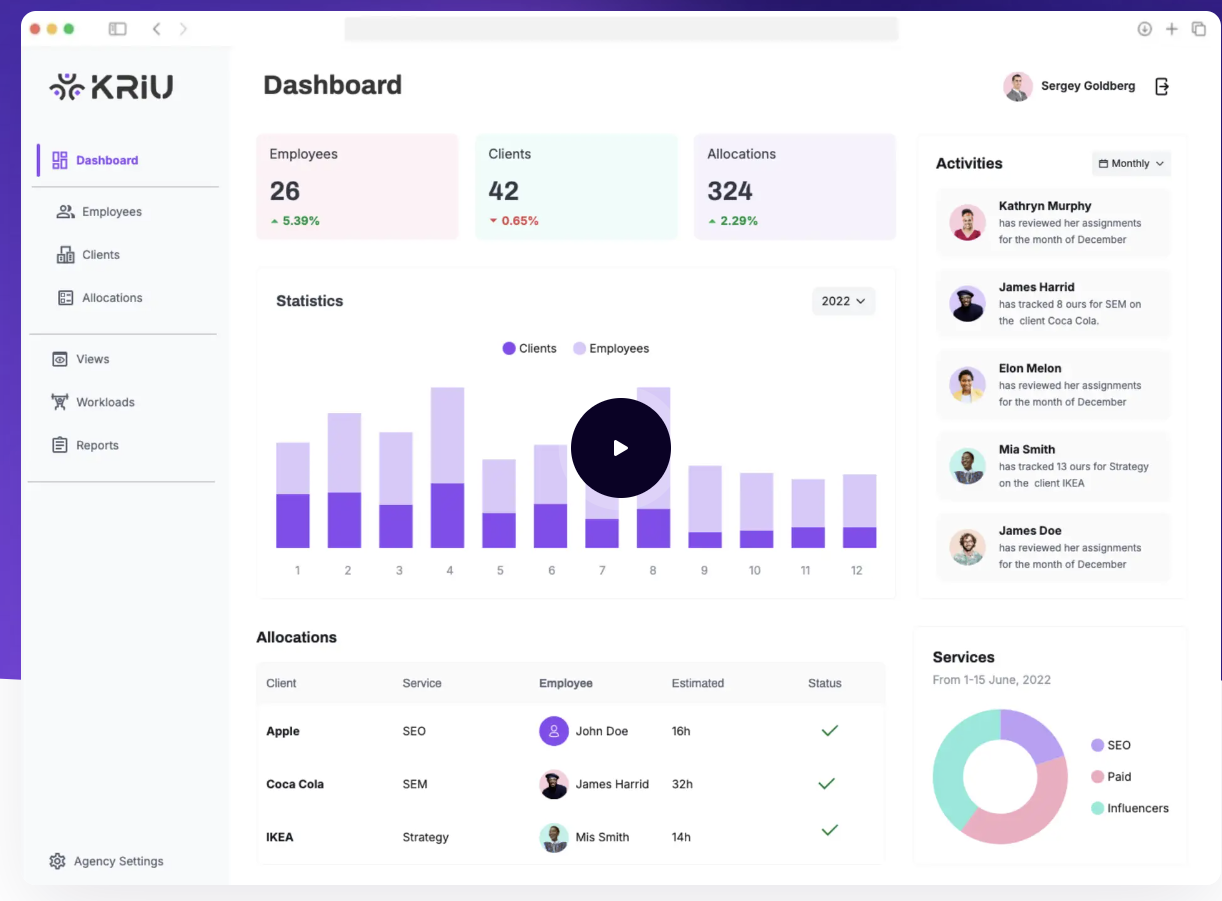 KRiU
Dashboard
Employees
Clients
Allocations
Views
Workloads
Reports
Agency Settings
Dashboard
Sergey Goldberg
Employees
26
5.39%
Clients
42
0.65%
Allocations
324
2.29%
Statistics
2022
Clients Employees
1 2 3 4 5 6 7 8 9 10 11 12
Activities
Monthly
Kathryn Murphy
has reviewed her assignments
for the month of December
James Harrid
has tracked 8 ours for SEM on
the client Coca Cola.
Elon Melon
has reviewed her assignments
for the month of December
Mia Smith
has tracked 13 ours for Strategy
on the client IKEA
James Doe
has reviewed her assignments
for the month of December
Allocations
Client Service Employee Estimated Status
Apple SEO John Doe 16h
Coca Cola SEM James Harrid 32h
IKEA Strategy Mis Smith 14h
Services
From 1-15 June, 2022
SEO
Paid
Influencers